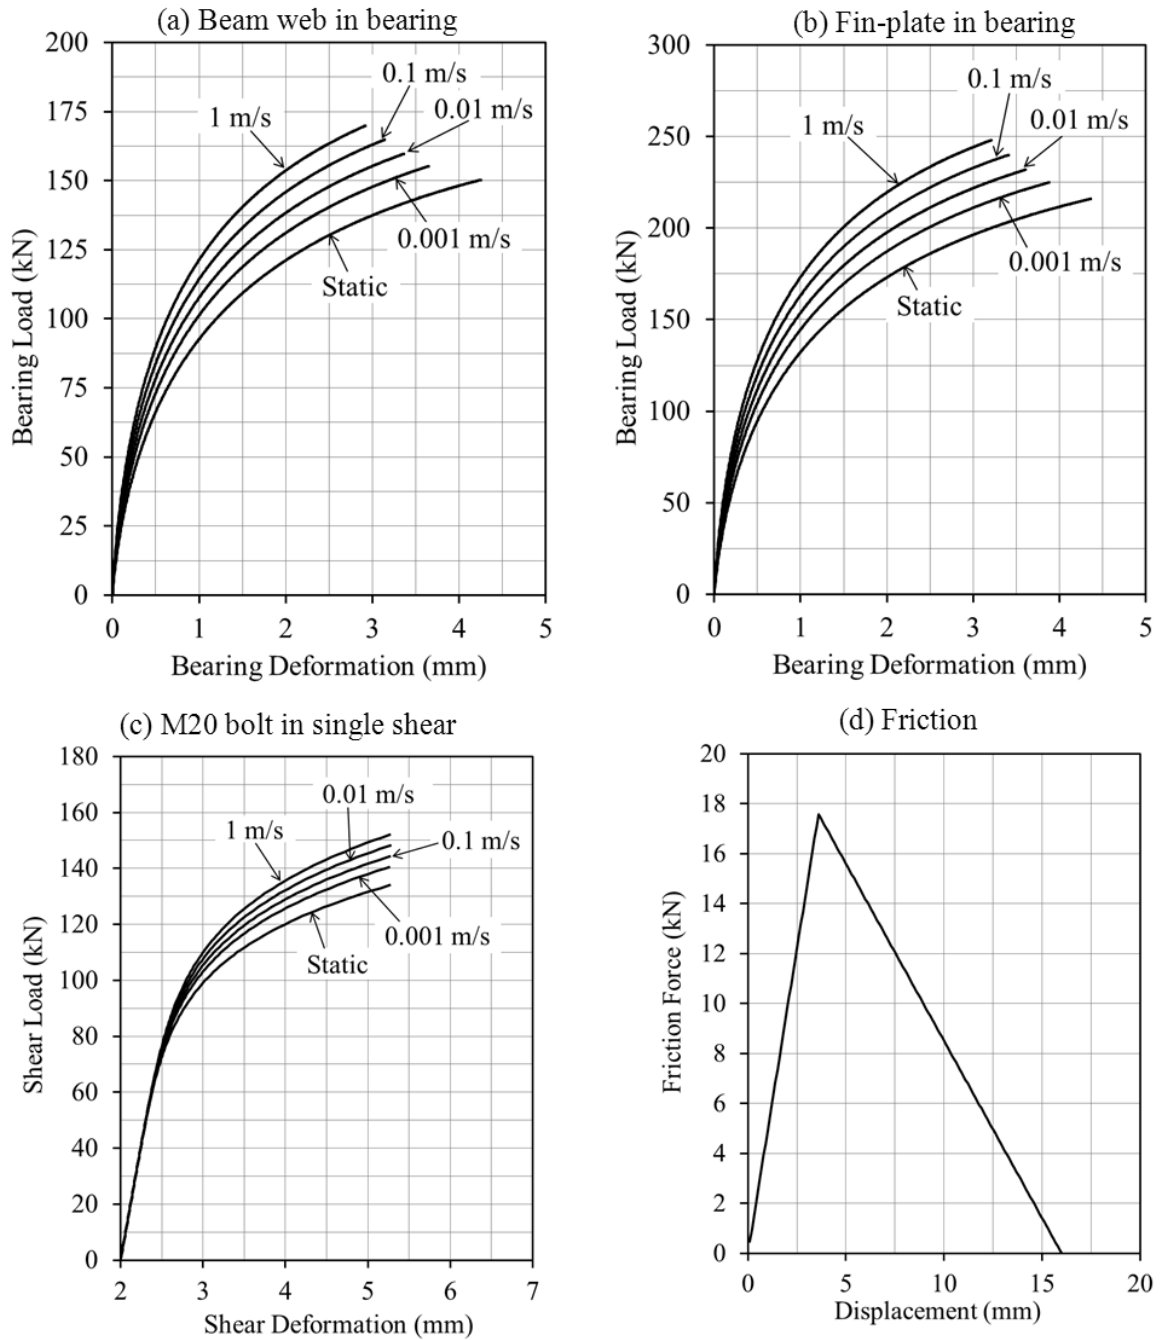 (a) Beam web in bearing
200
175
150
125
100
75
50
25
0
Bearing Load (kN)
1 m/s
0.1 m/s
0.01 m/s
0.001 m/s
Static
0 1 2 3 4 5
Bearing Deformation (mm)
(b) Fin-plate in bearing
300
250
200
150
100
50
0
Bearing Load (kN)
0.1 m/s
1 m/s
0.01 m/s
0.001 m/s
Static
0 1 2 3 4 5
Bearing Deformation (mm)
(c) M20 bolt in single shear
180
160
140
120
100
80
60
40
20
0
Shear Load (kN)
0.01 m/s
1 m/s
0.1 m/s
0.001 m/s
Static
2 3 4 5 6 7
Shear Deformation (mm)
(d) Friction
20
18
16
14
12
10
8
6
4
2
0
Friction Force (kN)
0 5 10 15 20
Displacement (mm)